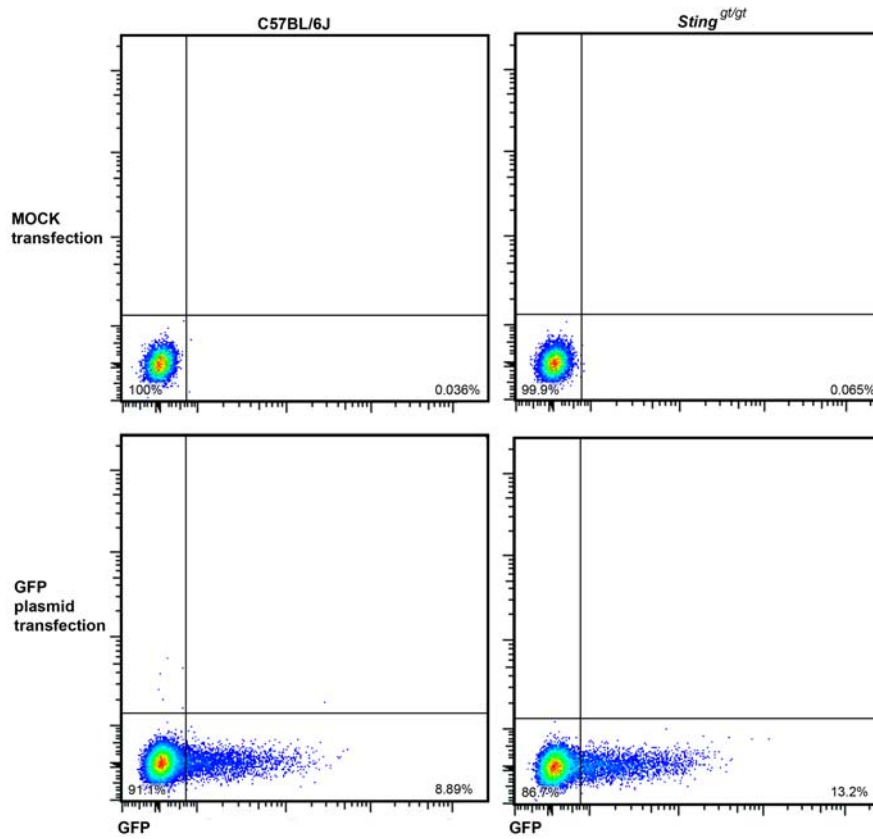 C57BL/6J
Sting gt/gt
MOCK
transfection
100%
0.036%
99.9%
0.065%
GFP
plasmid
transfection
91.1%
8.89%
86.7%
13.2%
GFP
GFP